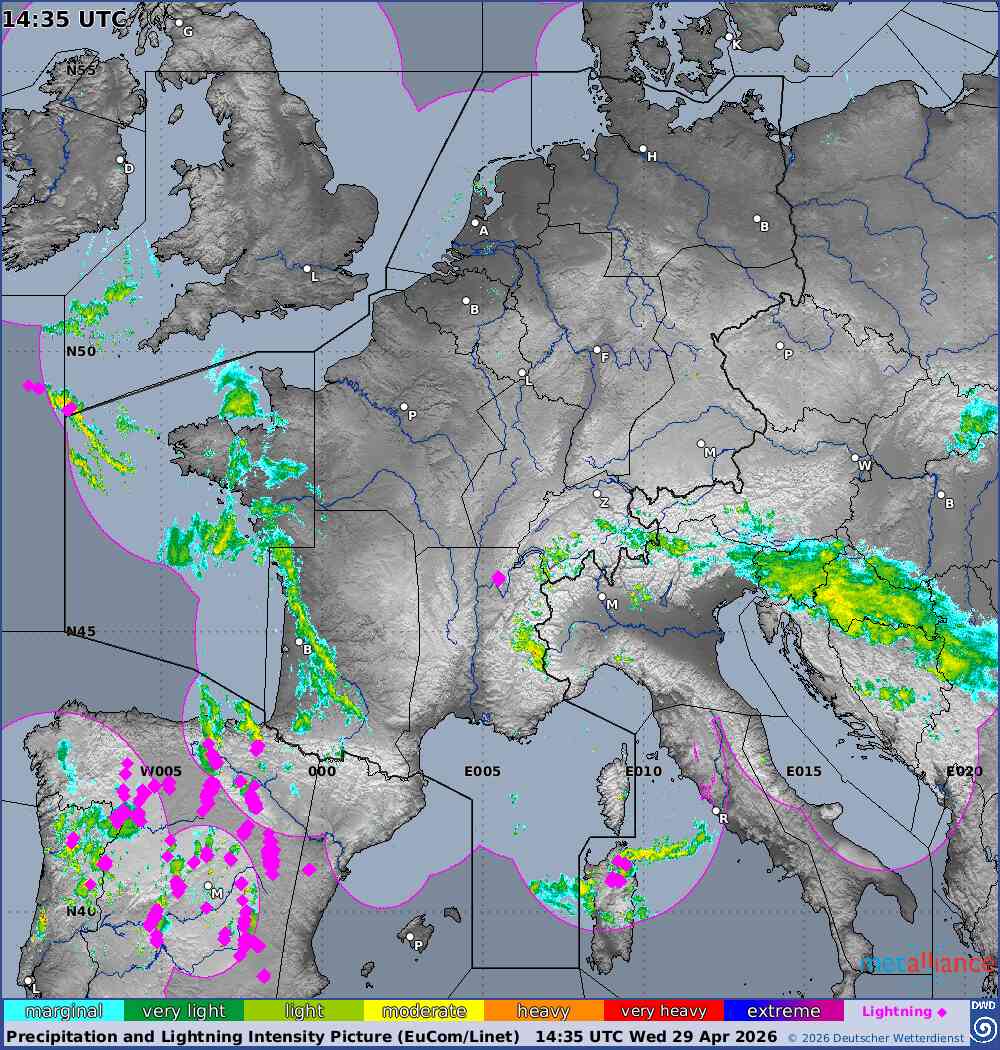 14:35 UTC
G
K
N55
D
H
A
B
L
B
N50
F
P
L
P
M
W
B
Z
M
N45
B
W005
000
E005
E010
E015
E020
R
M
N40
P
L
metalliance
marginal
very light
light
moderate
heavy
very heavy
extreme
Lightning
DWD
Precipitation and Lightning Intensity Picture (EuCom/Linet) 14:35 UTC Wed 29 Apr 2026 © 2026 Deutscher Wetterdienst